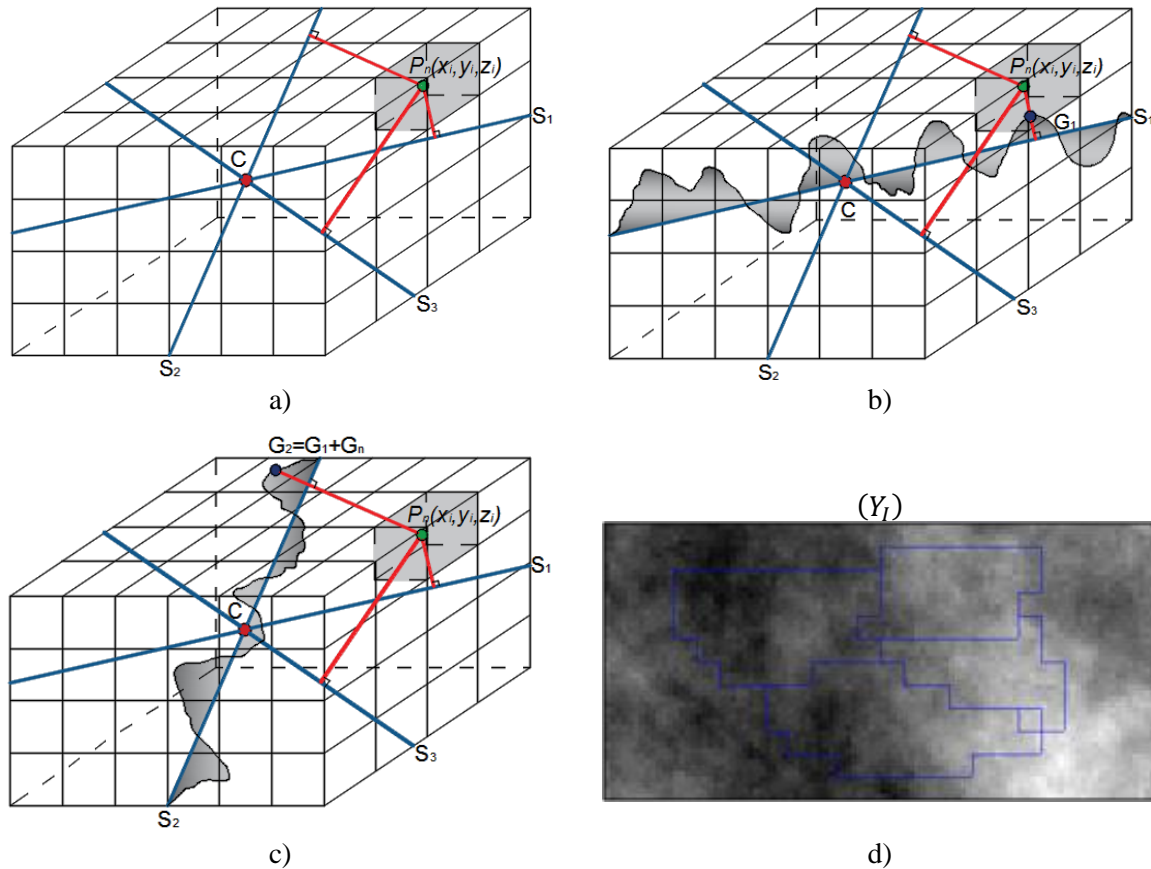 Pₙ(xᵢ,yᵢ,zᵢ)
S₁
C
S₃
S₂
a)
Pₙ(xᵢ,yᵢ,zᵢ)
G₁
S₁
C
S₃
S₂
b)
G₂=G₁+Gₙ
Pₙ(xᵢ,yᵢ,zᵢ)
S₁
C
S₃
S₂
c)
(Y_I)
d)